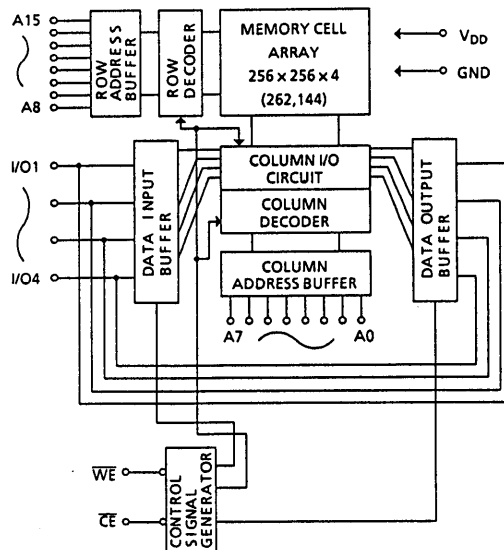 A15
A8
ROW ADDRESS BUFFER
ROW DECODER
MEMORY CELL
ARRAY
256 x 256 x 4
(262,144)
VDD
GND
I/O1
I/O4
DATA INPUT BUFFER
COLUMN I/O
CIRCUIT
COLUMN
DECODER
COLUMN
ADDRESS BUFFER
DATA OUTPUT BUFFER
A7
A0
WE
CE
CONTROL SIGNAL GENERATOR